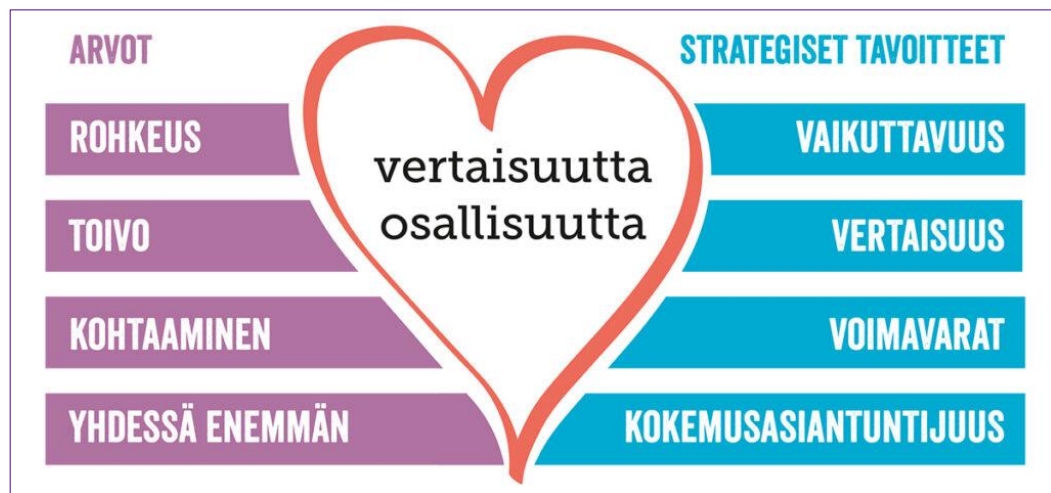 ARVOT
ROHKEUS
TOIVO
KOHTAAMINEN
YHDESSÄ ENEMMÄN
vertaisuutta
osallisuutta
STRATEGISET TAVOITTEET
VAIKUTTAVUUS
VERTAISUUS
VOIMAVARAT
KOKEMUSASIANTUNTIJUUS